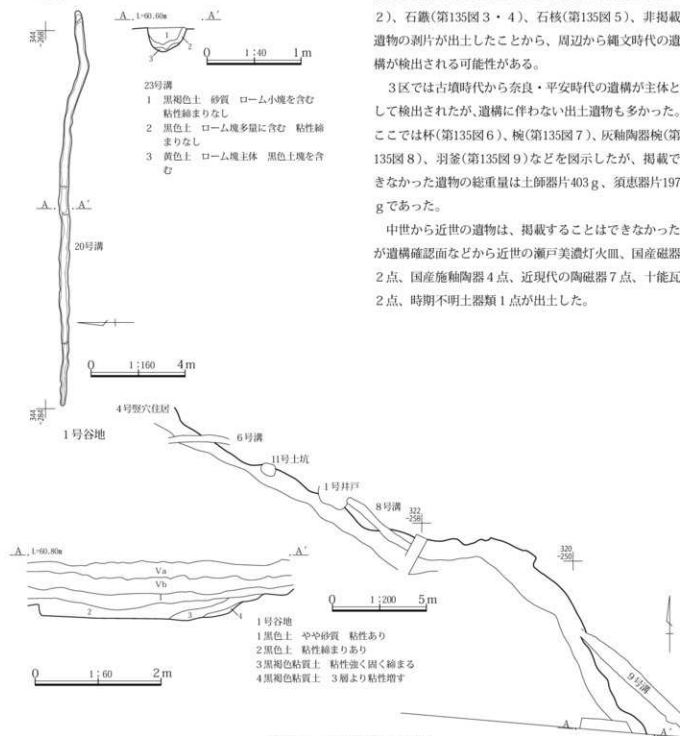 344
-268
A L=60.60m A′
1
2
3
0 1:40 1m
23号溝
1 黒褐色土 砂質 ローム小塊を含む
粘性締まりなし
2 黒色土 ローム塊多量に含む 粘性締
まりなし
3 黄色土 ローム塊主体 黒色土塊を含
む
A A′
20号溝
0 1:160 4m
344
-284
2)、石鏃(第135図3・4)、石核(第135図5)、非掲載
遺物の剥片が出土したことから、周辺から縄文時代の遺
構が検出される可能性がある。
3区では古墳時代から奈良・平安時代の遺構が主体と
して検出されたが、遺構に伴わない出土遺物も多かった。
ここでは杯(第135図6)、椀(第135図7)、灰釉陶器椀(第
135図8)、羽釜(第135図9)などを図示したが、掲載で
きなかった遺物の総重量は土師器片403g、須恵器片197
gであった。
中世から近世の遺物は、掲載することはできなかった
が遺構確認面などから近世の瀬戸美濃灯火皿、国産磁器
2点、国産施釉陶器4点、近現代の陶磁器7点、十能瓦
2点、時期不明土器類1点が出土した。
1号谷地
4号竪穴住居
6号溝
11号土坑
1号井戸
8号溝
322
-258
320
-250
9号溝
A A′
A L=60.80m A′
Va
Vb
1
2
3
4
0 1:60 2m
0 1:200 5m
1号谷地
1黒色土 やや砂質 粘性あり
2黒色土 粘性締まりあり
3黒褐色粘質土 粘性強く固く締まる
4黒褐色粘質土 3層より粘性増す